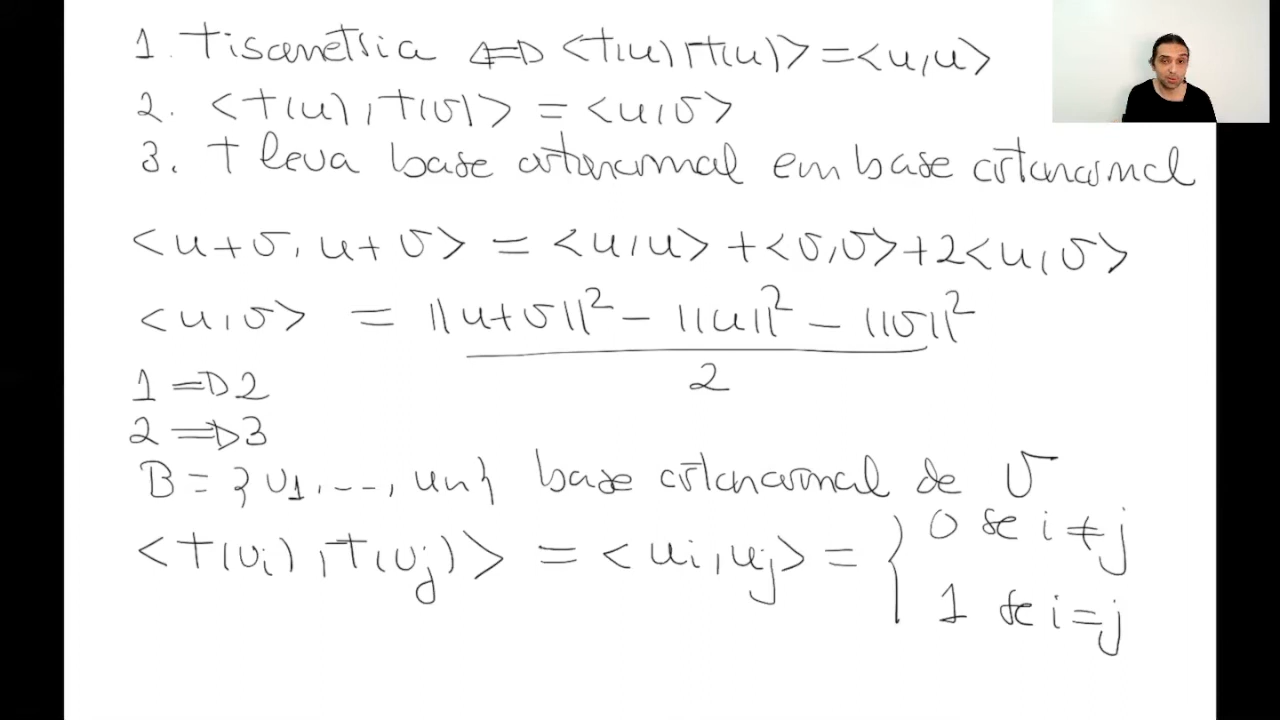 1. T isometria ⟺ <T(u), T(u)> = <u, u>
2. <T(u), T(v)> = <u, v>
3. T leva base ortonormal em base ortonormal
<u+v, u+v> = <u, u> + <v, v> + 2<u, v>
<u, v> = ||u+v||² - ||u||² - ||v||²
2
1 ⟹ 2
2 ⟹ 3
B = {u1, ..., un} base ortonormal de V
<T(ui), T(uj)> = <ui, uj> = { 0 se i ≠ j
1 se i = j